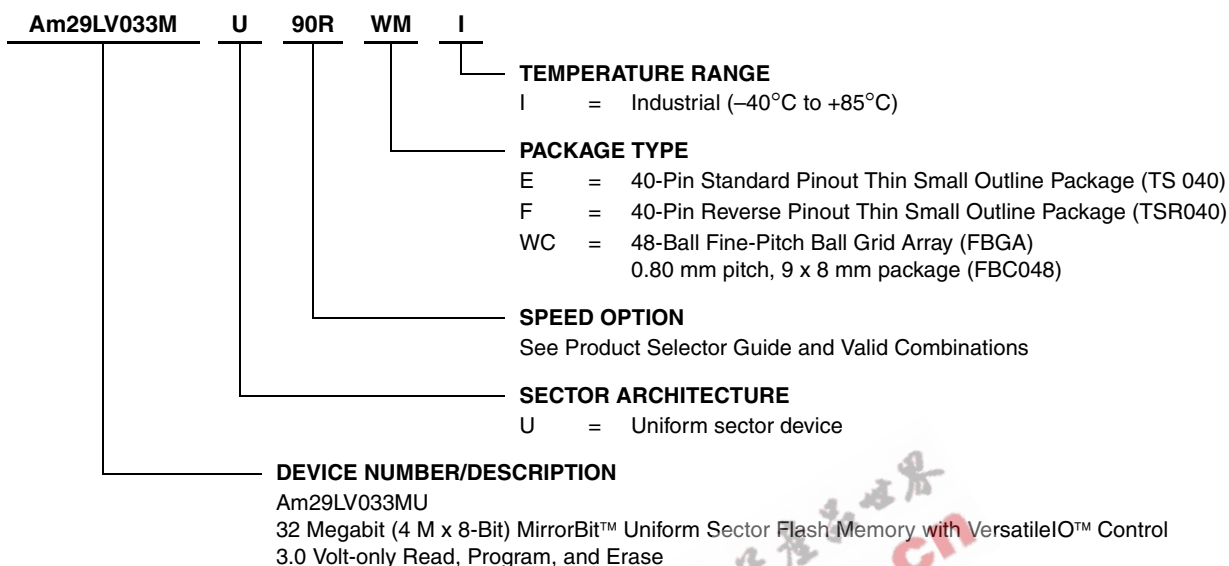 Am29LV033M U 90R WM I
TEMPERATURE RANGE
I = Industrial (–40°C to +85°C)
PACKAGE TYPE
E = 40-Pin Standard Pinout Thin Small Outline Package (TS 040)
F = 40-Pin Reverse Pinout Thin Small Outline Package (TSR040)
WC = 48-Ball Fine-Pitch Ball Grid Array (FBGA)
0.80 mm pitch, 9 x 8 mm package (FBC048)
SPEED OPTION
See Product Selector Guide and Valid Combinations
SECTOR ARCHITECTURE
U = Uniform sector device
DEVICE NUMBER/DESCRIPTION
Am29LV033MU
32 Megabit (4 M x 8-Bit) MirrorBit™ Uniform Sector Flash Memory with VersatileIO™ Control
3.0 Volt-only Read, Program, and Erase